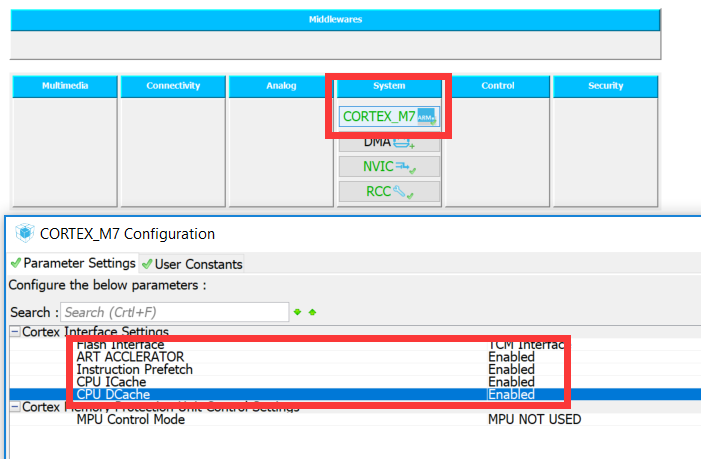 Middlewares
Multimedia Connectivity Analog System Control Security
CORTEX_M7 ARM
DMA
NVIC
RCC
CORTEX_M7 Configuration
Parameter Settings User Constants
Configure the below parameters :
Search : Search (Crtl+F)
Cortex Interface Settings
Flash Interface TCM Interface
ART ACCLERATOR Enabled
Instruction Prefetch Enabled
CPU ICache Enabled
CPU DCache Enabled
Cortex Memory Protection Unit Control Settings
MPU Control Mode MPU NOT USED